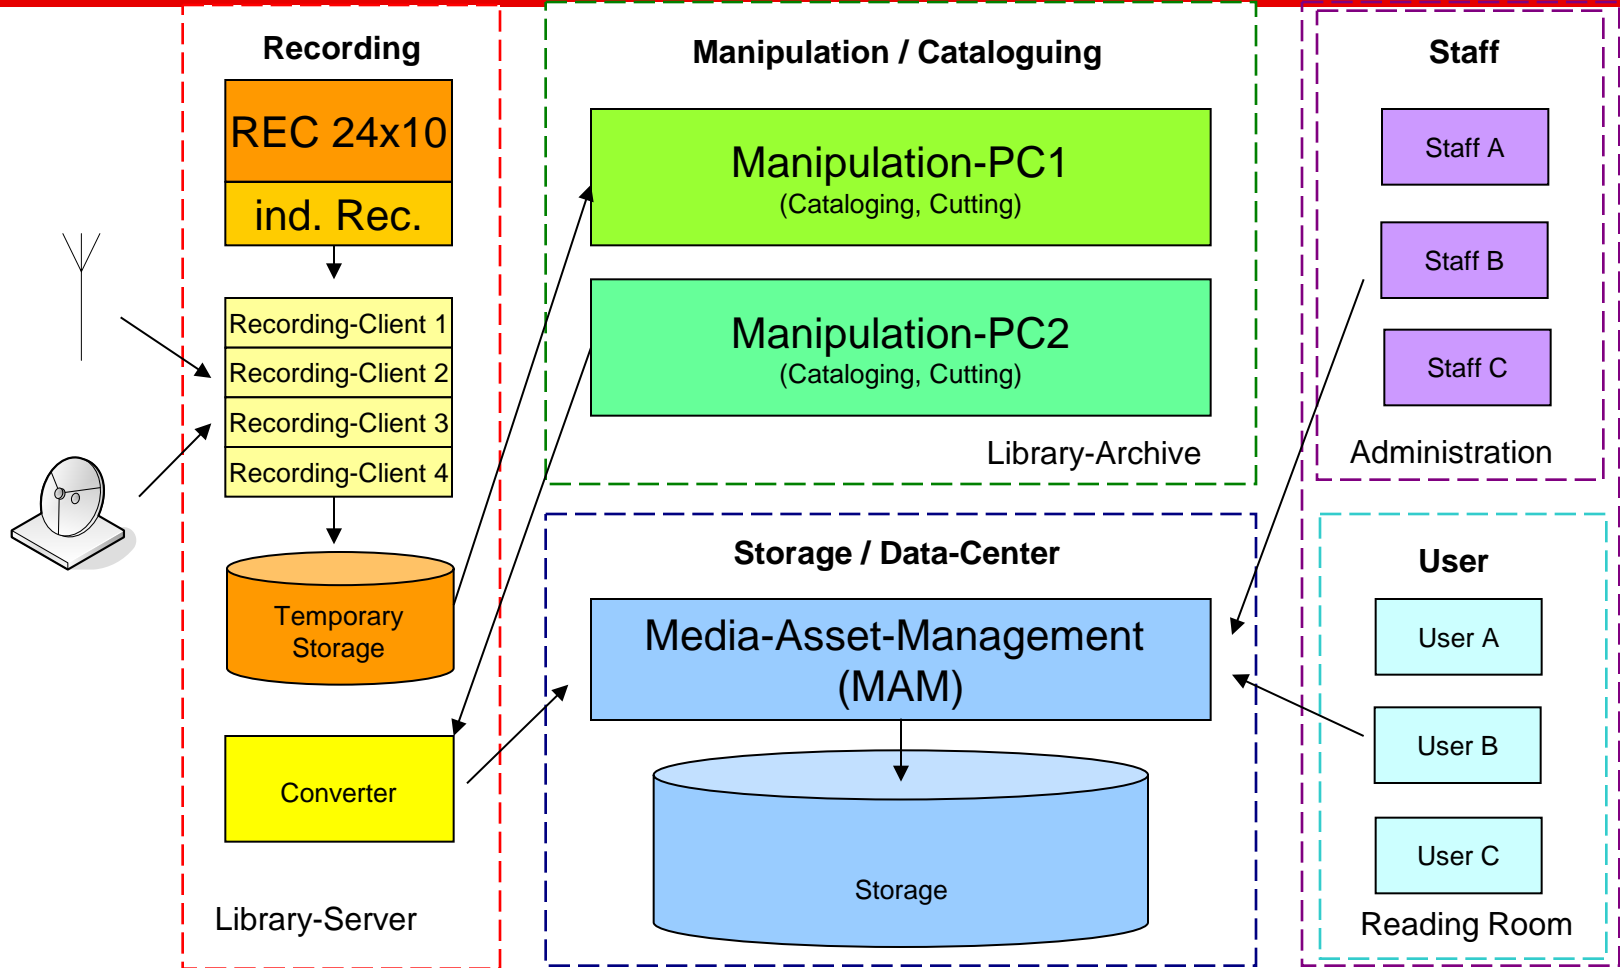 Recording
REC 24x10
ind. Rec.
Recording-Client 1
Recording-Client 2
Recording-Client 3
Recording-Client 4
Temporary
Storage
Converter
Library-Server
Manipulation / Cataloguing
Manipulation-PC1
(Cataloging, Cutting)
Manipulation-PC2
(Cataloging, Cutting)
Library-Archive
Storage / Data-Center
Media-Asset-Management
(MAM)
Storage
Staff
Staff A
Staff B
Staff C
Administration
User
User A
User B
User C
Reading Room